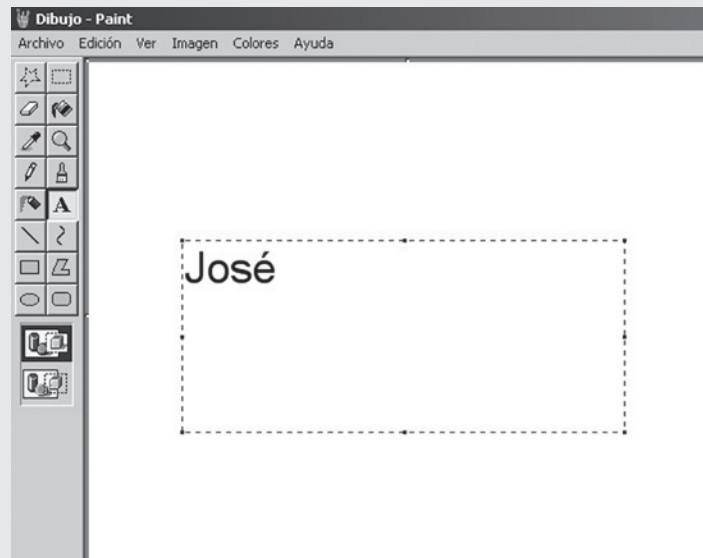 Dibujo - Paint
Archivo Edición Ver Imagen Colores Ayuda
A
José